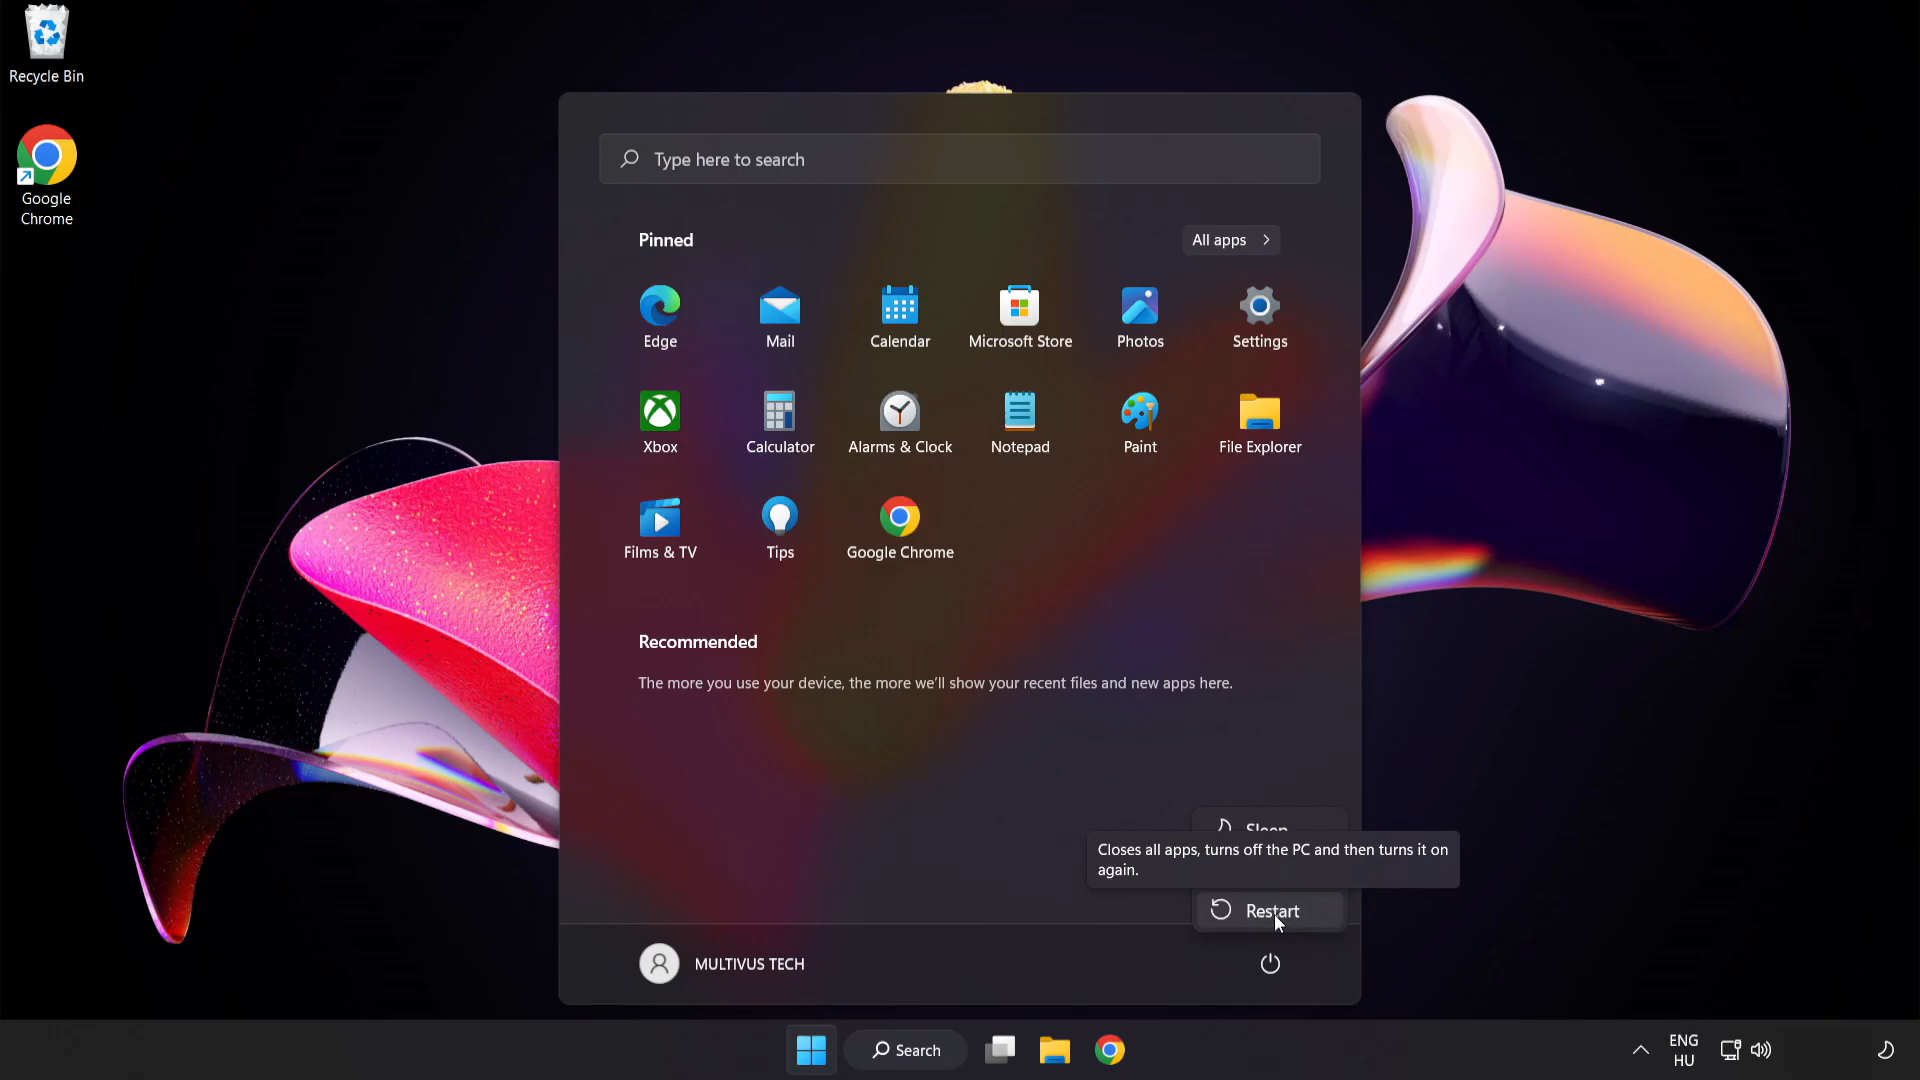 Recycle Bin
Google
Chrome
Type here to search
Pinned
All apps
Edge
Mail
Calendar
Microsoft Store
Photos
Settings
Xbox
Calculator
Alarms & Clock
Notepad
Paint
File Explorer
Films & TV
Tips
Google Chrome
Recommended
The more you use your device, the more we'll show your recent files and new apps here.
Sleep
Closes all apps, turns off the PC and then turns it on
again.
Restart
MULTIVUS TECH
Search
ENG
HU